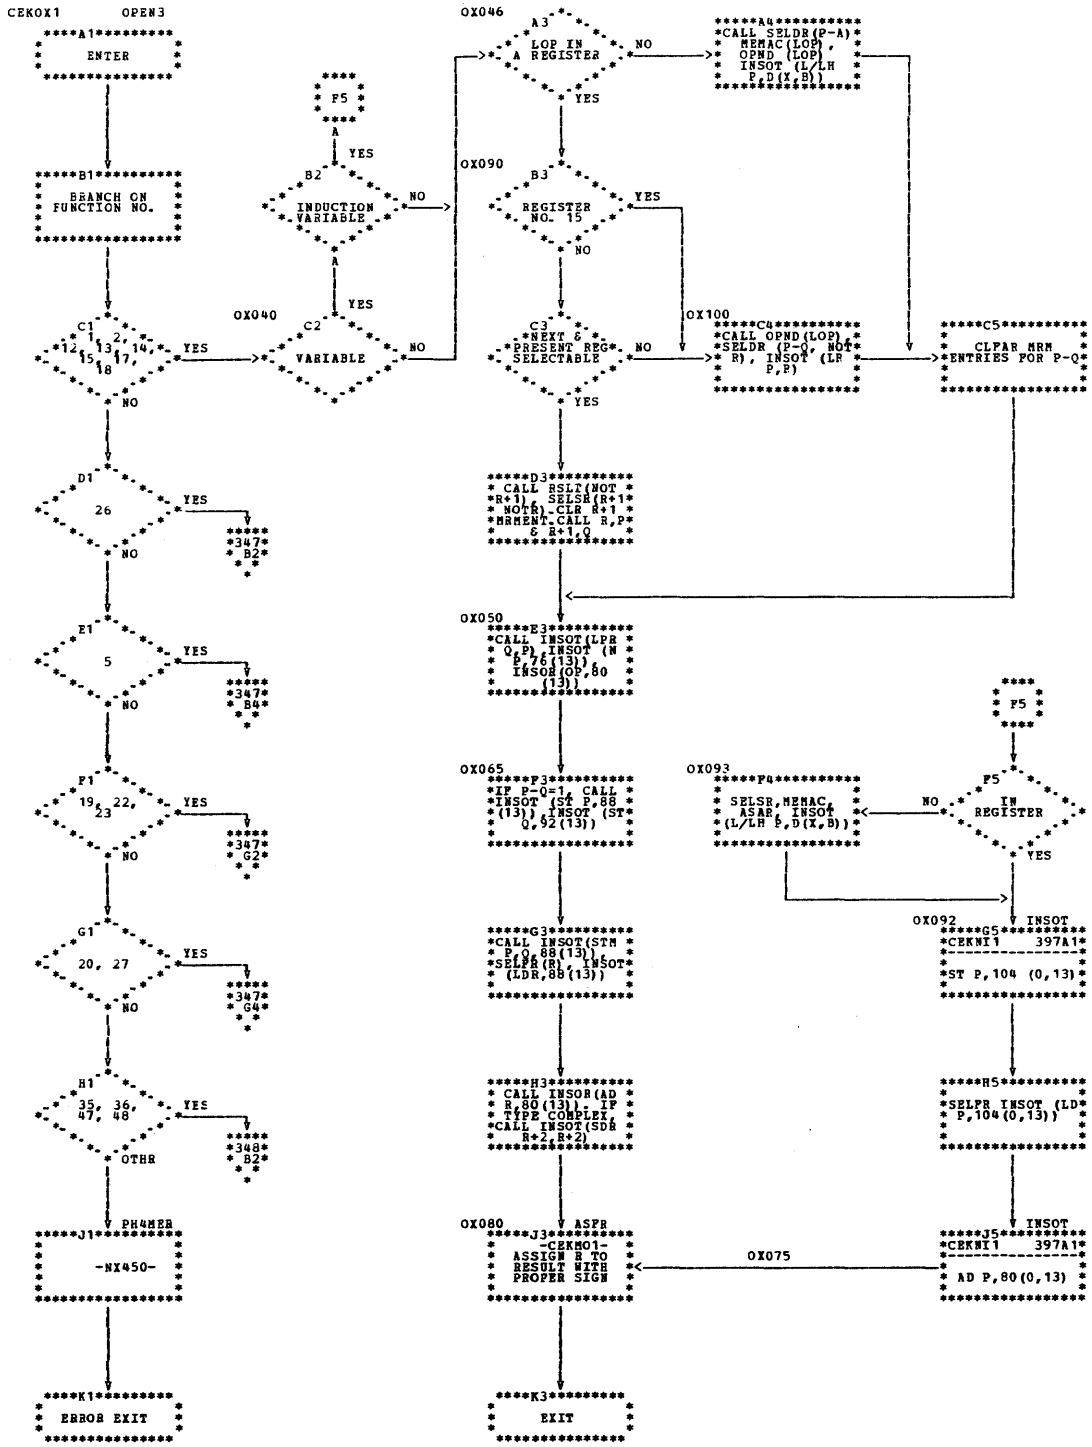 CEKOX1 OPEN3
A1
ENTER
B1
BRANCH ON
FUNCTION NO.
C1
1, 2,
12, 13, 14,
15, 17,
18
YES
NO
D1
26
YES
347
B2
NO
E1
5
YES
347
B4
NO
F1
19, 22,
23
YES
347
G2
NO
G1
20, 27
YES
347
G4
NO
H1
35, 36,
47, 48
YES
348
B2
OTHR
PH4MER
J1
-NX450-
K1
ERROR EXIT
F5
A
YES
B2
INDUCTION
VARIABLE
NO
A
YES
OX040
C2
VARIABLE
NO
OX046
A3
LOP IN
A REGISTER
NO
YES
OX090
B3
REGISTER
NO. 15
YES
NO
C3
NEXT &
PRESENT REG
SELECTABLE
NO
YES
D3
CALL RSLT(NOT
R+1), SELSR(R+1
NOTR).CLR R+1
MRMENT.CALL R,P
& R+1,Q
OX050
E3
CALL INSOT(LPR
Q,P),INSOT (N
P,76(13)),
INSOR(OP,80
(13))
OX065
F3
IF P-Q=1, CALL
INSOT (ST P,88
(13)),INSOT (ST
Q,92(13))
G3
CALL INSOT(STM
P,Q,88(13)),
SELFR(R), INSOT
(LDR,88(13))
H3
CALL INSOR(AD
R,80(13)). IF
TYPE COMPLEX,
CALL INSOT(SDR
R+2,R+2)
OX080 ASFR
J3
-CEKMO1-
ASSIGN R TO
RESULT WITH
PROPER SIGN
K3
EXIT
A4
CALL SELDR(P-A)
MEMAC(LOP),
OPND (LOP)
INSOT (L/LH
P,D(X,B))
OX100
C4
CALL OPND(LOP),
SELDR (P-Q, NOT
R), INSOT (LR
P,R)
C5
CLEAR MRM
ENTRIES FOR P-Q
F5
F5
IN
REGISTER
NO
YES
OX093
F4
SELSR,MEMAC,
ASAR, INSOT
(L/LH P,D(X,B))
OX092 INSOT
G5
CEKNI1 397A1
ST P,104 (0,13)
H5
SELFR INSOT (LD
P,104(0,13))
INSOT
J5
CEKNI1 397A1
AD P,80(0,13)
OX075